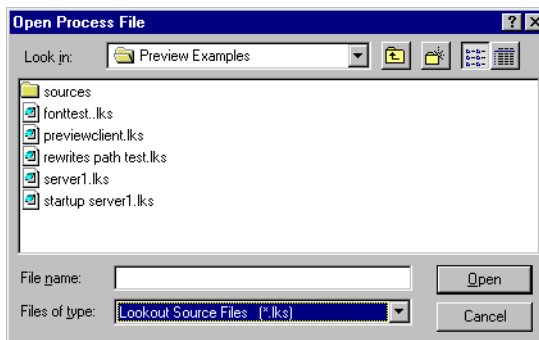 Open Process File
Look in: Preview Examples
sources
fonttest..lks
previewclient.lks
rewrites path test.lks
server1.lks
startup server1.lks
File name: Open
Files of type: Lookout Source Files (*.lks) Cancel